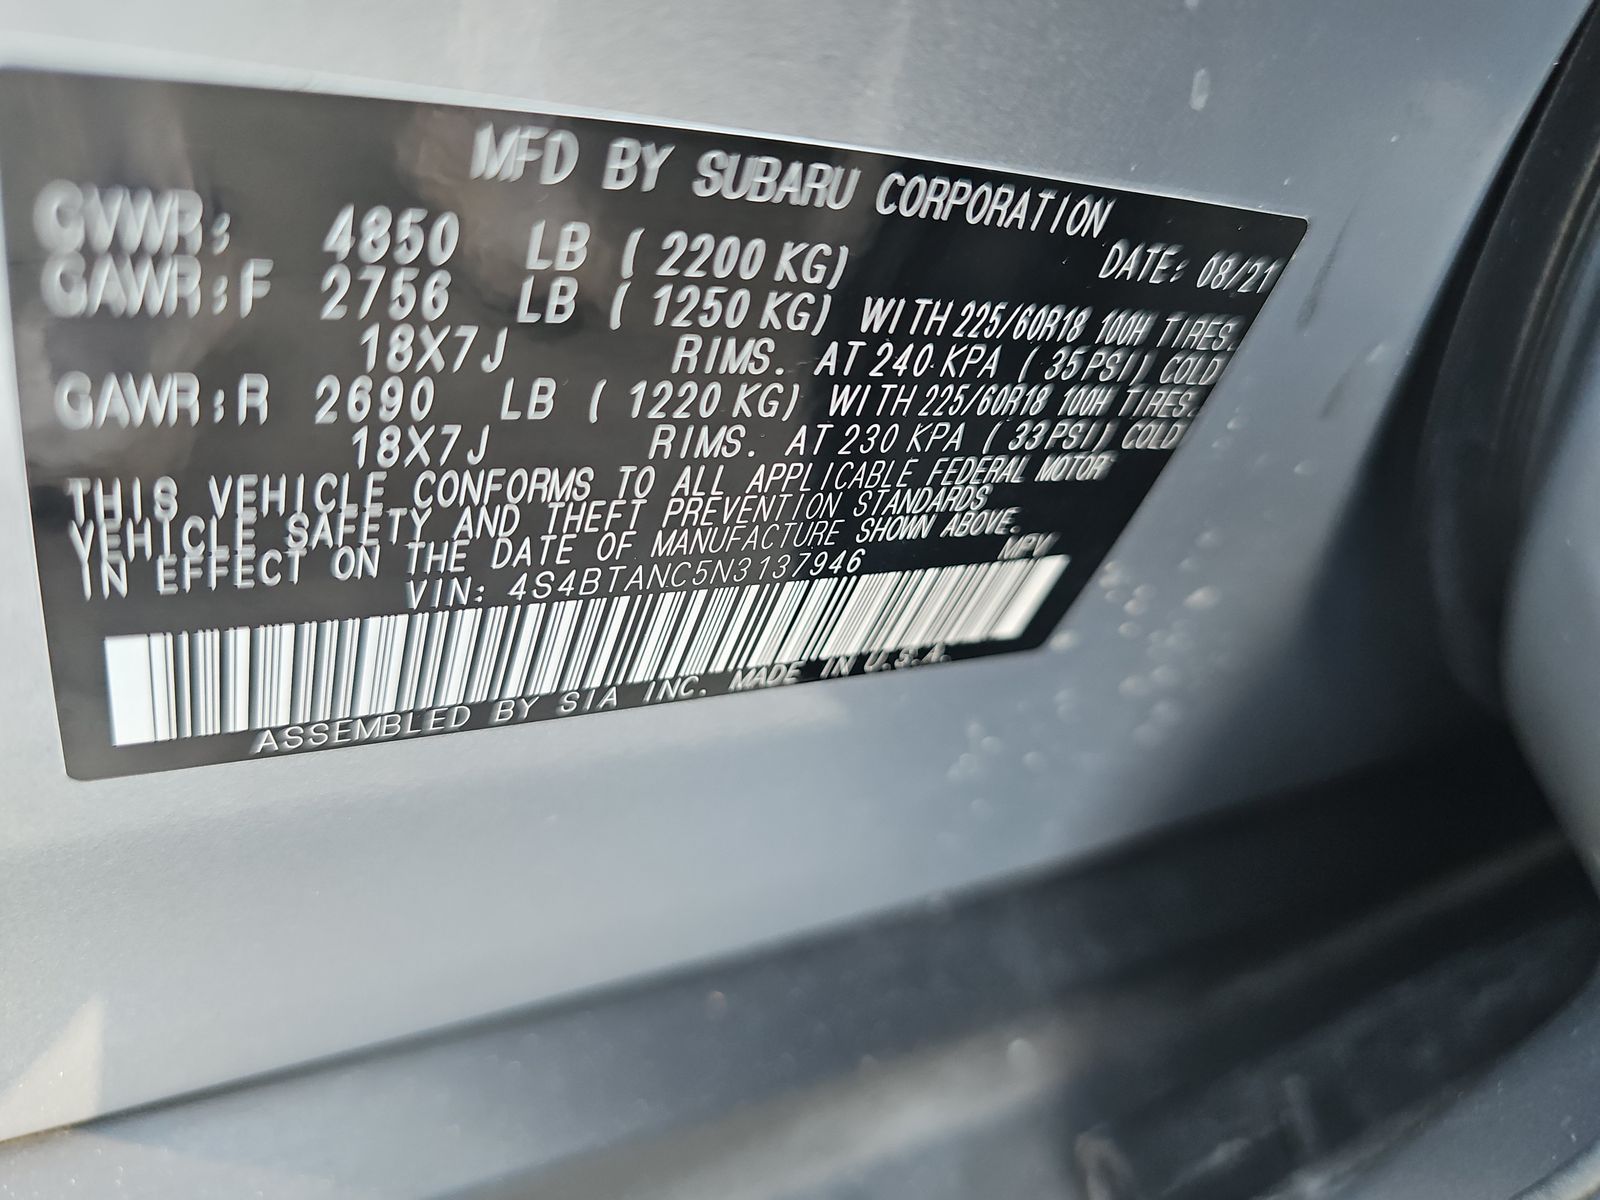 MFD BY SUBARU CORPORATION
DATE: 08/21
GVWR: 4850 LB ( 2200 KG)
GAWR:F 2756 LB ( 1250 KG) WITH 225/60R18 100H TIRES.
18X7J RIMS. AT 240 KPA ( 35PSI) COLD
GAWR:R 2690 LB ( 1220 KG) WITH 225/60R18 100H TIRES.
18X7J RIMS. AT 230 KPA ( 33PSI) COLD
THIS VEHICLE CONFORMS TO ALL APPLICABLE FEDERAL MOTOR
VEHICLE SAFETY AND THEFT PREVENTION STANDARDS
IN EFFECT ON THE DATE OF MANUFACTURE SHOWN ABOVE.
VIN: 4S4BTANC5N3137946 MPV
ASSEMBLED BY SIA INC. MADE IN U.S.A.